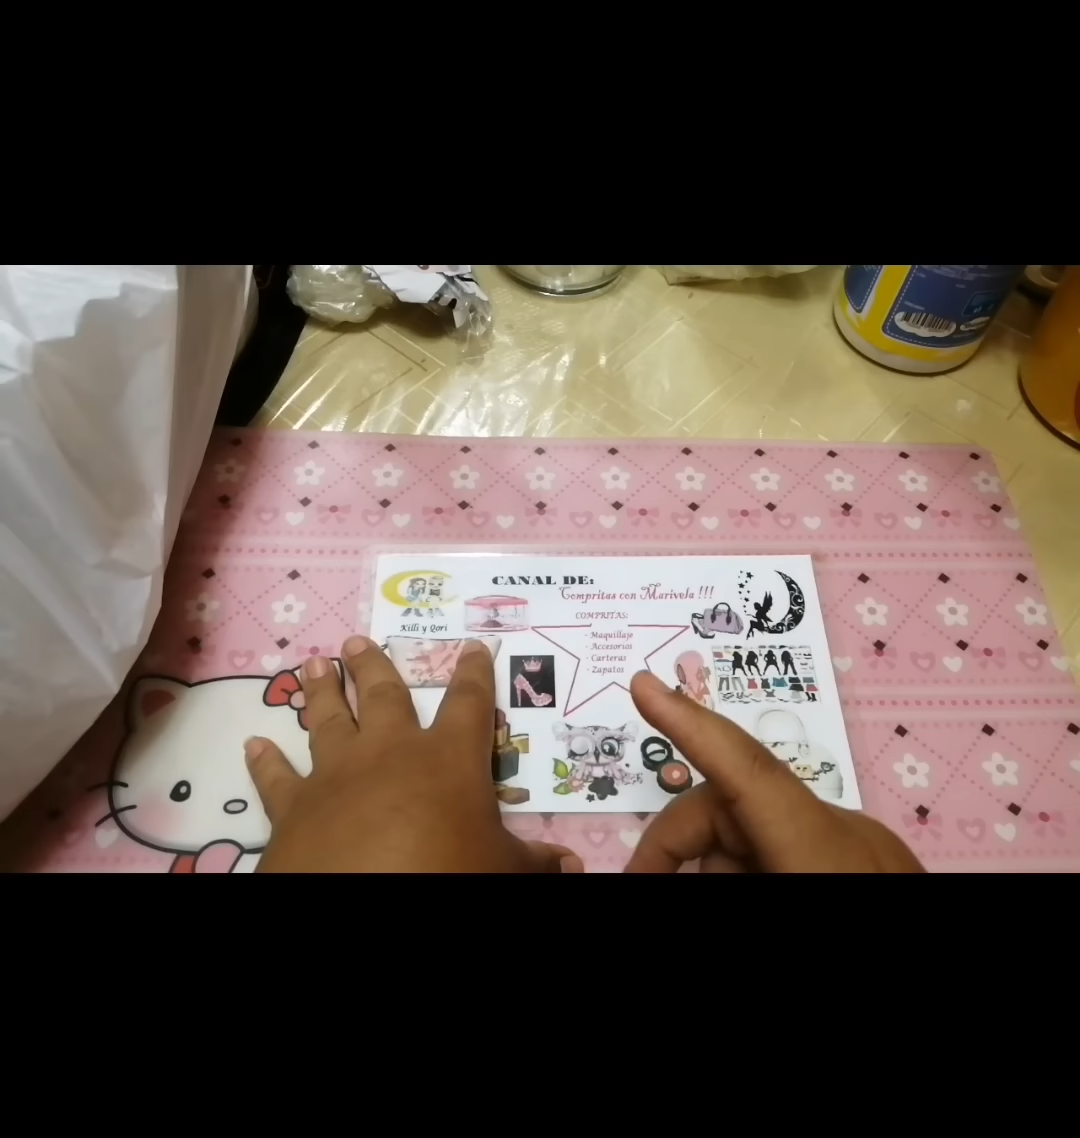 CANAL DE:
Compritas con Marivela !!!
Killi y Qori
COMPRITAS:
- Maquillaje
- Accesorios
- Carteras
- Zapatos